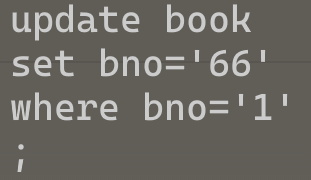 update book
set bno='66'
where bno='1'
;